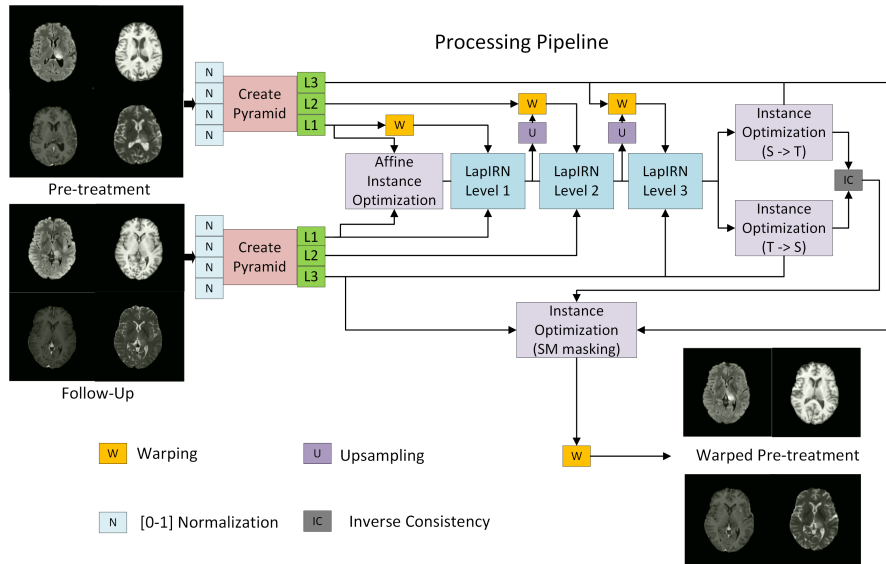 Processing Pipeline
N
N
N
N
Create
Pyramid
L3
L2
L1
W
W
W
U
U
Pre-treatment
Affine
Instance
Optimization
LapIRN
Level 1
LapIRN
Level 2
LapIRN
Level 3
Instance
Optimization
(S -> T)
IC
Instance
Optimization
(T -> S)
N
N
N
N
Create
Pyramid
L1
L2
L3
Instance
Optimization
(SM masking)
Follow-Up
W
Warped Pre-treatment
W
Warping
U
Upsampling
N
[0-1] Normalization
IC
Inverse Consistency